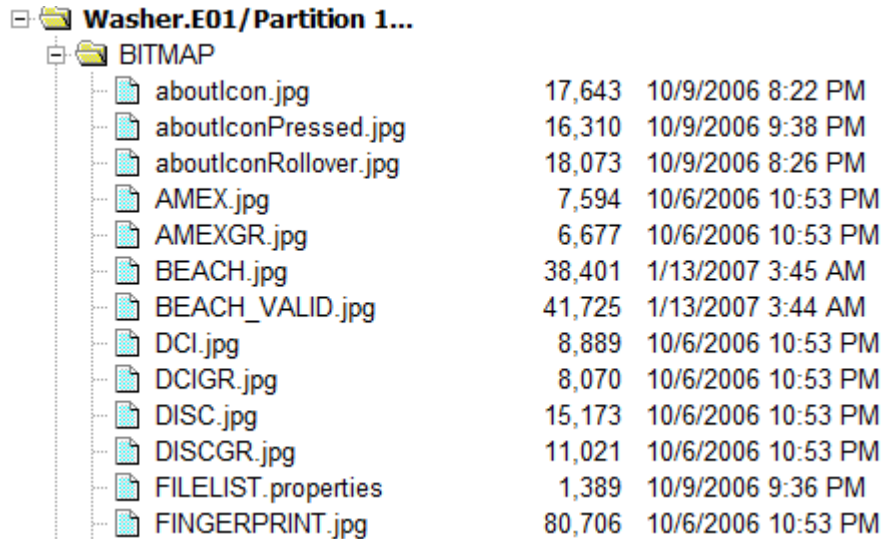 Washer.E01/Partition 1...
BITMAP
aboutIcon.jpg 17,643 10/9/2006 8:22 PM
aboutIconPressed.jpg 16,310 10/9/2006 9:38 PM
aboutIconRollover.jpg 18,073 10/9/2006 8:26 PM
AMEX.jpg 7,594 10/6/2006 10:53 PM
AMEXGR.jpg 6,677 10/6/2006 10:53 PM
BEACH.jpg 38,401 1/13/2007 3:45 AM
BEACH_VALID.jpg 41,725 1/13/2007 3:44 AM
DCI.jpg 8,889 10/6/2006 10:53 PM
DCIGR.jpg 8,070 10/6/2006 10:53 PM
DISC.jpg 15,173 10/6/2006 10:53 PM
DISCGR.jpg 11,021 10/6/2006 10:53 PM
FILELIST.properties 1,389 10/9/2006 9:36 PM
FINGERPRINT.jpg 80,706 10/6/2006 10:53 PM